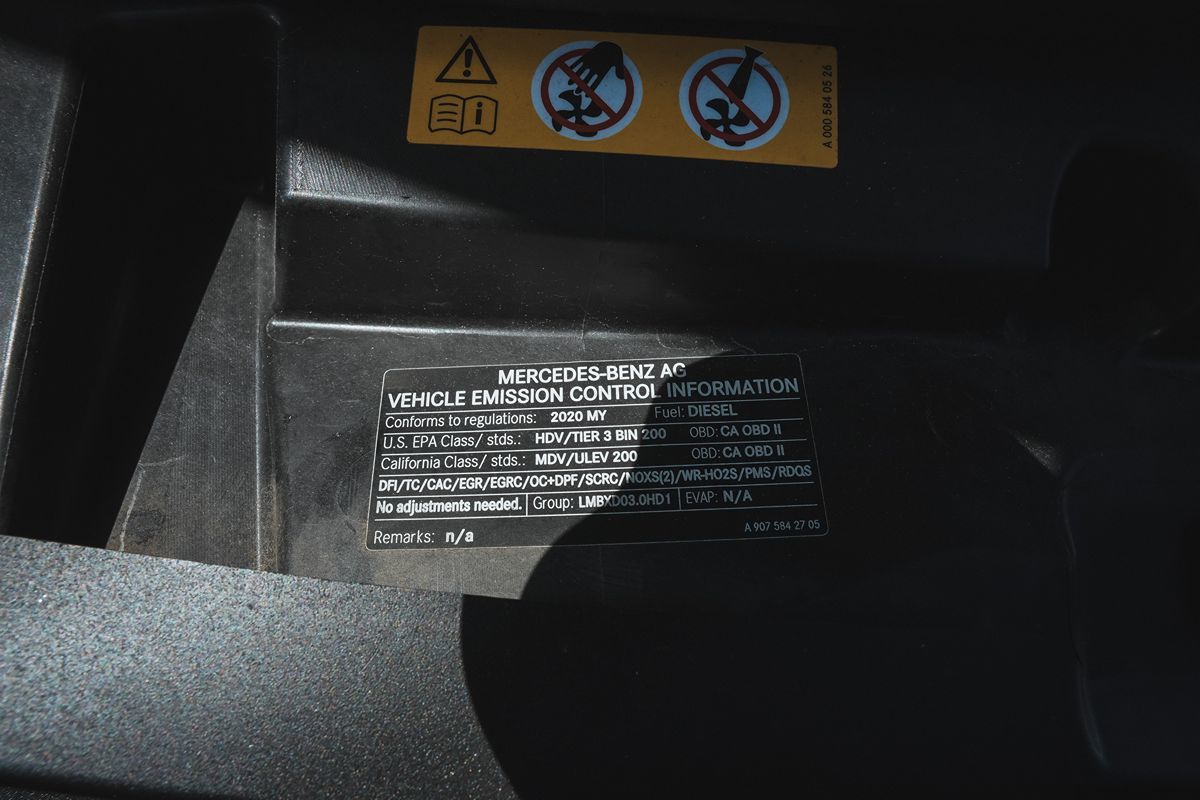 A 000 584 05 26
MERCEDES-BENZ AG
VEHICLE EMISSION CONTROL INFORMATION
Conforms to regulations: 2020 MY Fuel: DIESEL
U.S. EPA Class/ stds.: HDV/TIER 3 BIN 200 OBD: CA OBD II
California Class/ stds.: MDV/ULEV 200 OBD: CA OBD II
DFI/TC/CAC/EGR/EGRC/OC+DPF/SCRC/NOXS(2)/WR-HO2S/PMS/RDQS
No adjustments needed. Group: LMBXD03.0HD1 EVAP: N/A
Remarks: n/a A 907 584 27 05